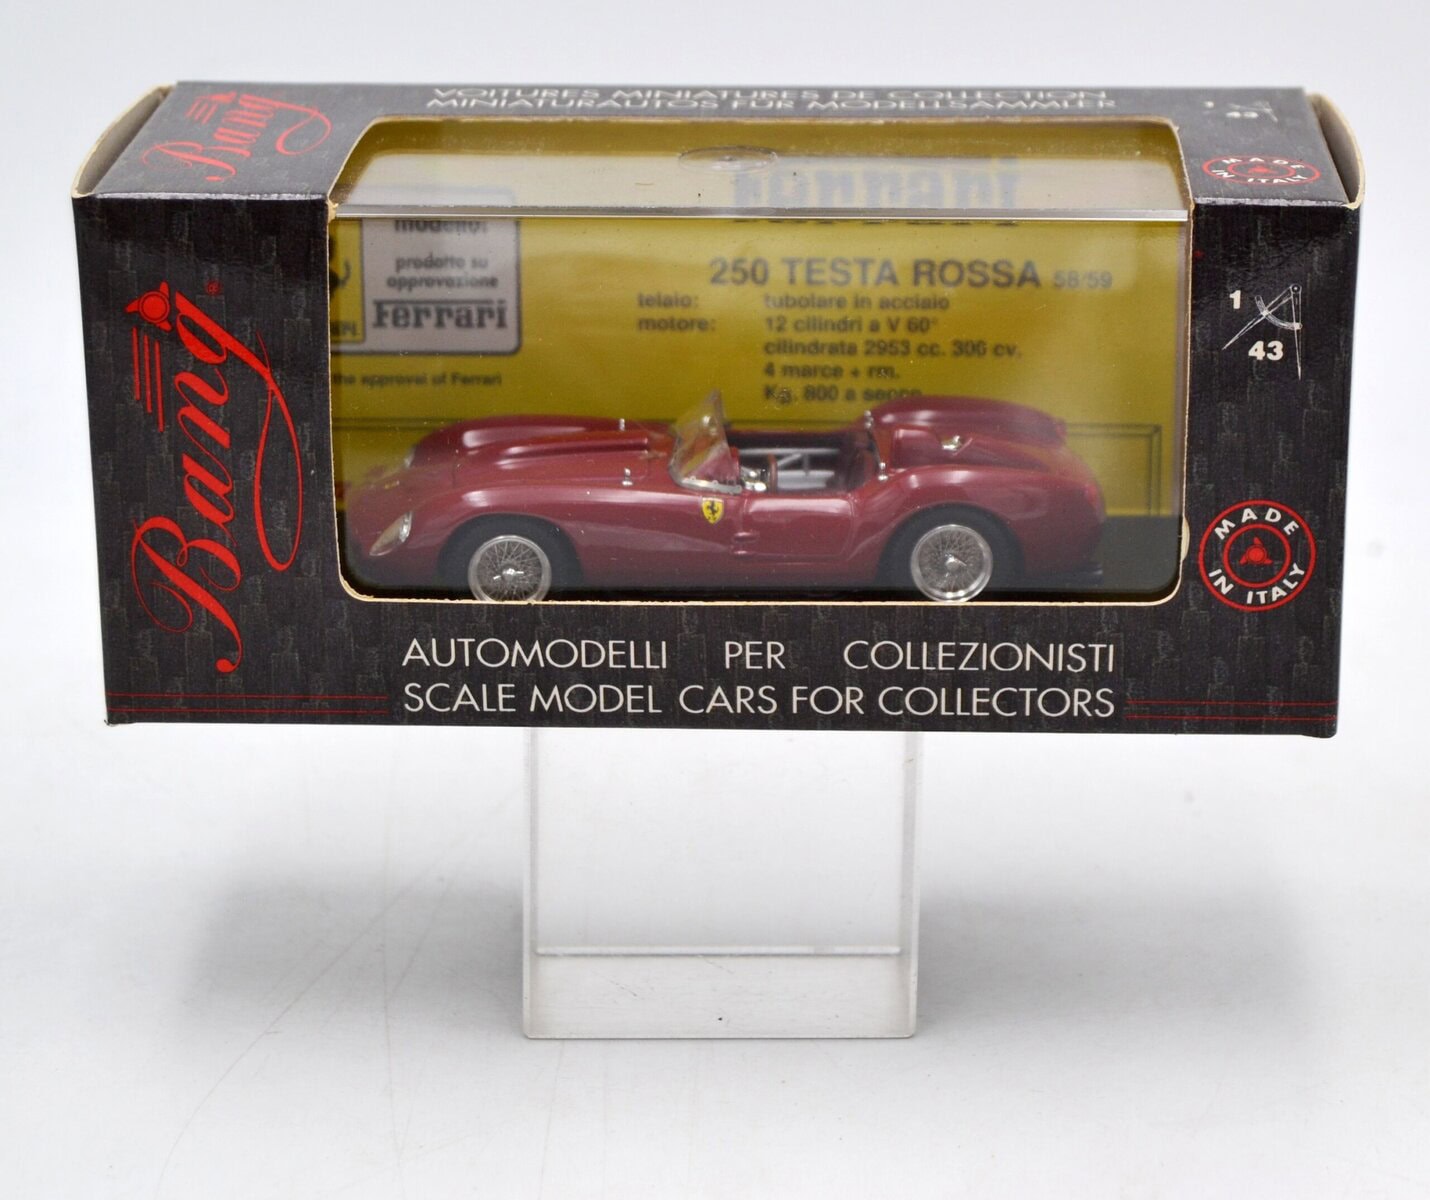 VOITURES MINIATURES DE COLLECTION
MINIATURAUTOS FÜR MODELLSAMMLER
Bang
43
MADE IN ITALY
Ferrari
modello:
prodotto su
approvazione
Ferrari
the approval of Ferrari
250 TESTA ROSSA 58/59
telaio: tubolare in acciaio
motore: 12 cilindri a V 60°
cilindrata 2953 cc. 306 cv.
4 marce + rm.
Kg. 800 a secco
Bang®
1
43
MADE IN ITALY
AUTOMODELLI PER COLLEZIONISTI
SCALE MODEL CARS FOR COLLECTORS